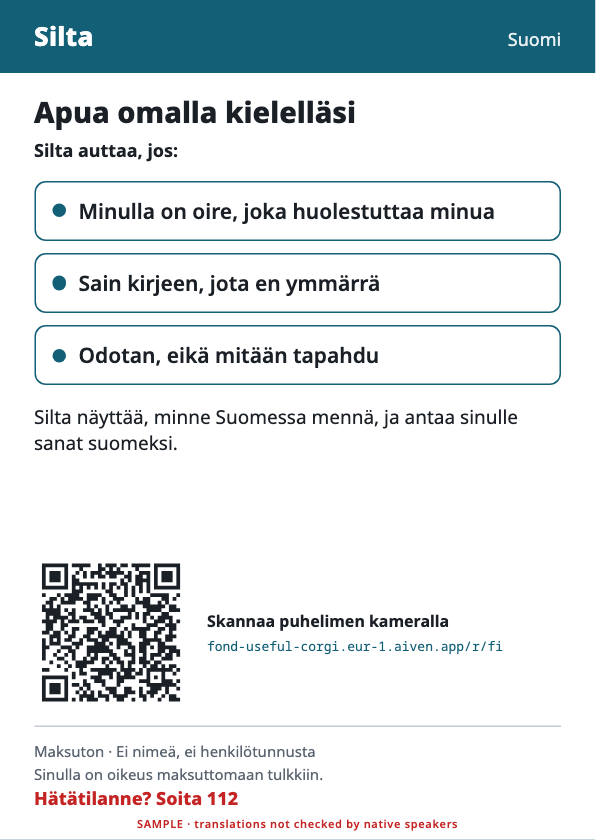 Silta
Suomi
Apua omalla kielelläsi
Silta auttaa, jos:
Minulla on oire, joka huolestuttaa minua
Sain kirjeen, jota en ymmärrä
Odotan, eikä mitään tapahdu
Silta näyttää, minne Suomessa mennä, ja antaa sinulle
sanat suomeksi.
Skannaa puhelimen kameralla
fond-useful-corgi.eur-1.aiven.app/r/fi
Maksuton · Ei nimeä, ei henkilötunnusta
Sinulla on oikeus maksuttomaan tulkkiin.
Hätätilanne? Soita 112
SAMPLE · translations not checked by native speakers